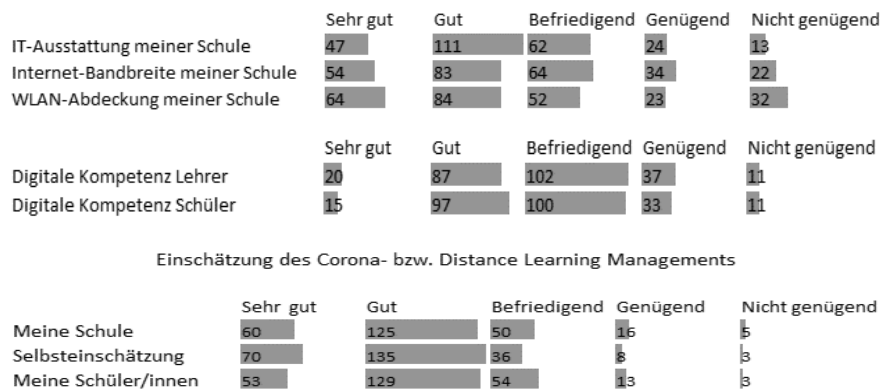 Sehr gut Gut Befriedigend Genügend Nicht genügend
IT-Ausstattung meiner Schule 47 111 62 24 13
Internet-Bandbreite meiner Schule 54 83 64 34 22
WLAN-Abdeckung meiner Schule 64 84 52 23 32
Sehr gut Gut Befriedigend Genügend Nicht genügend
Digitale Kompetenz Lehrer 20 87 102 37 11
Digitale Kompetenz Schüler 15 97 100 33 11
Einschätzung des Corona- bzw. Distance Learning Managements
Sehr gut Gut Befriedigend Genügend Nicht genügend
Meine Schule 60 125 50 16 5
Selbsteinschätzung 70 135 36 8 3
Meine Schüler/innen 53 129 54 13 3